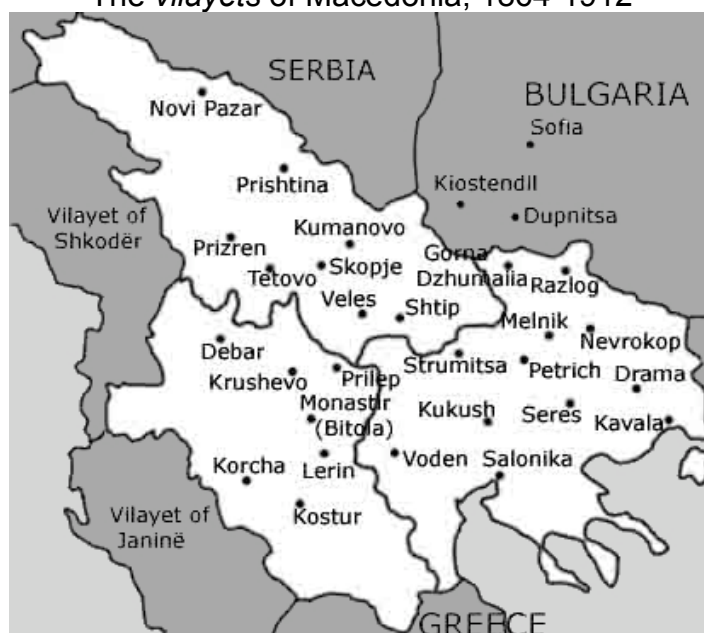 The vilayets of Macedonia, 1864-1912
SERBIA
BULGARIA
Novi Pazar
Sofia
Prishtina
Kiostendil
Dupnitsa
Vilayet of
Shkodër
Kumanovo
Prizren
Skopje
Gorna
Dzhumaiia
Tetovo
Razlog
Veles
Shtip
Melnik
Nevrokop
Debar
Strumitsa
Petrich
Drama
Krushevo
Prilep
Monastir
(Bitola)
Kukush
Seres
Kavala
Korcha
Lerin
Voden
Salonika
Kostur
Vilayet of
Janinë
GREECE